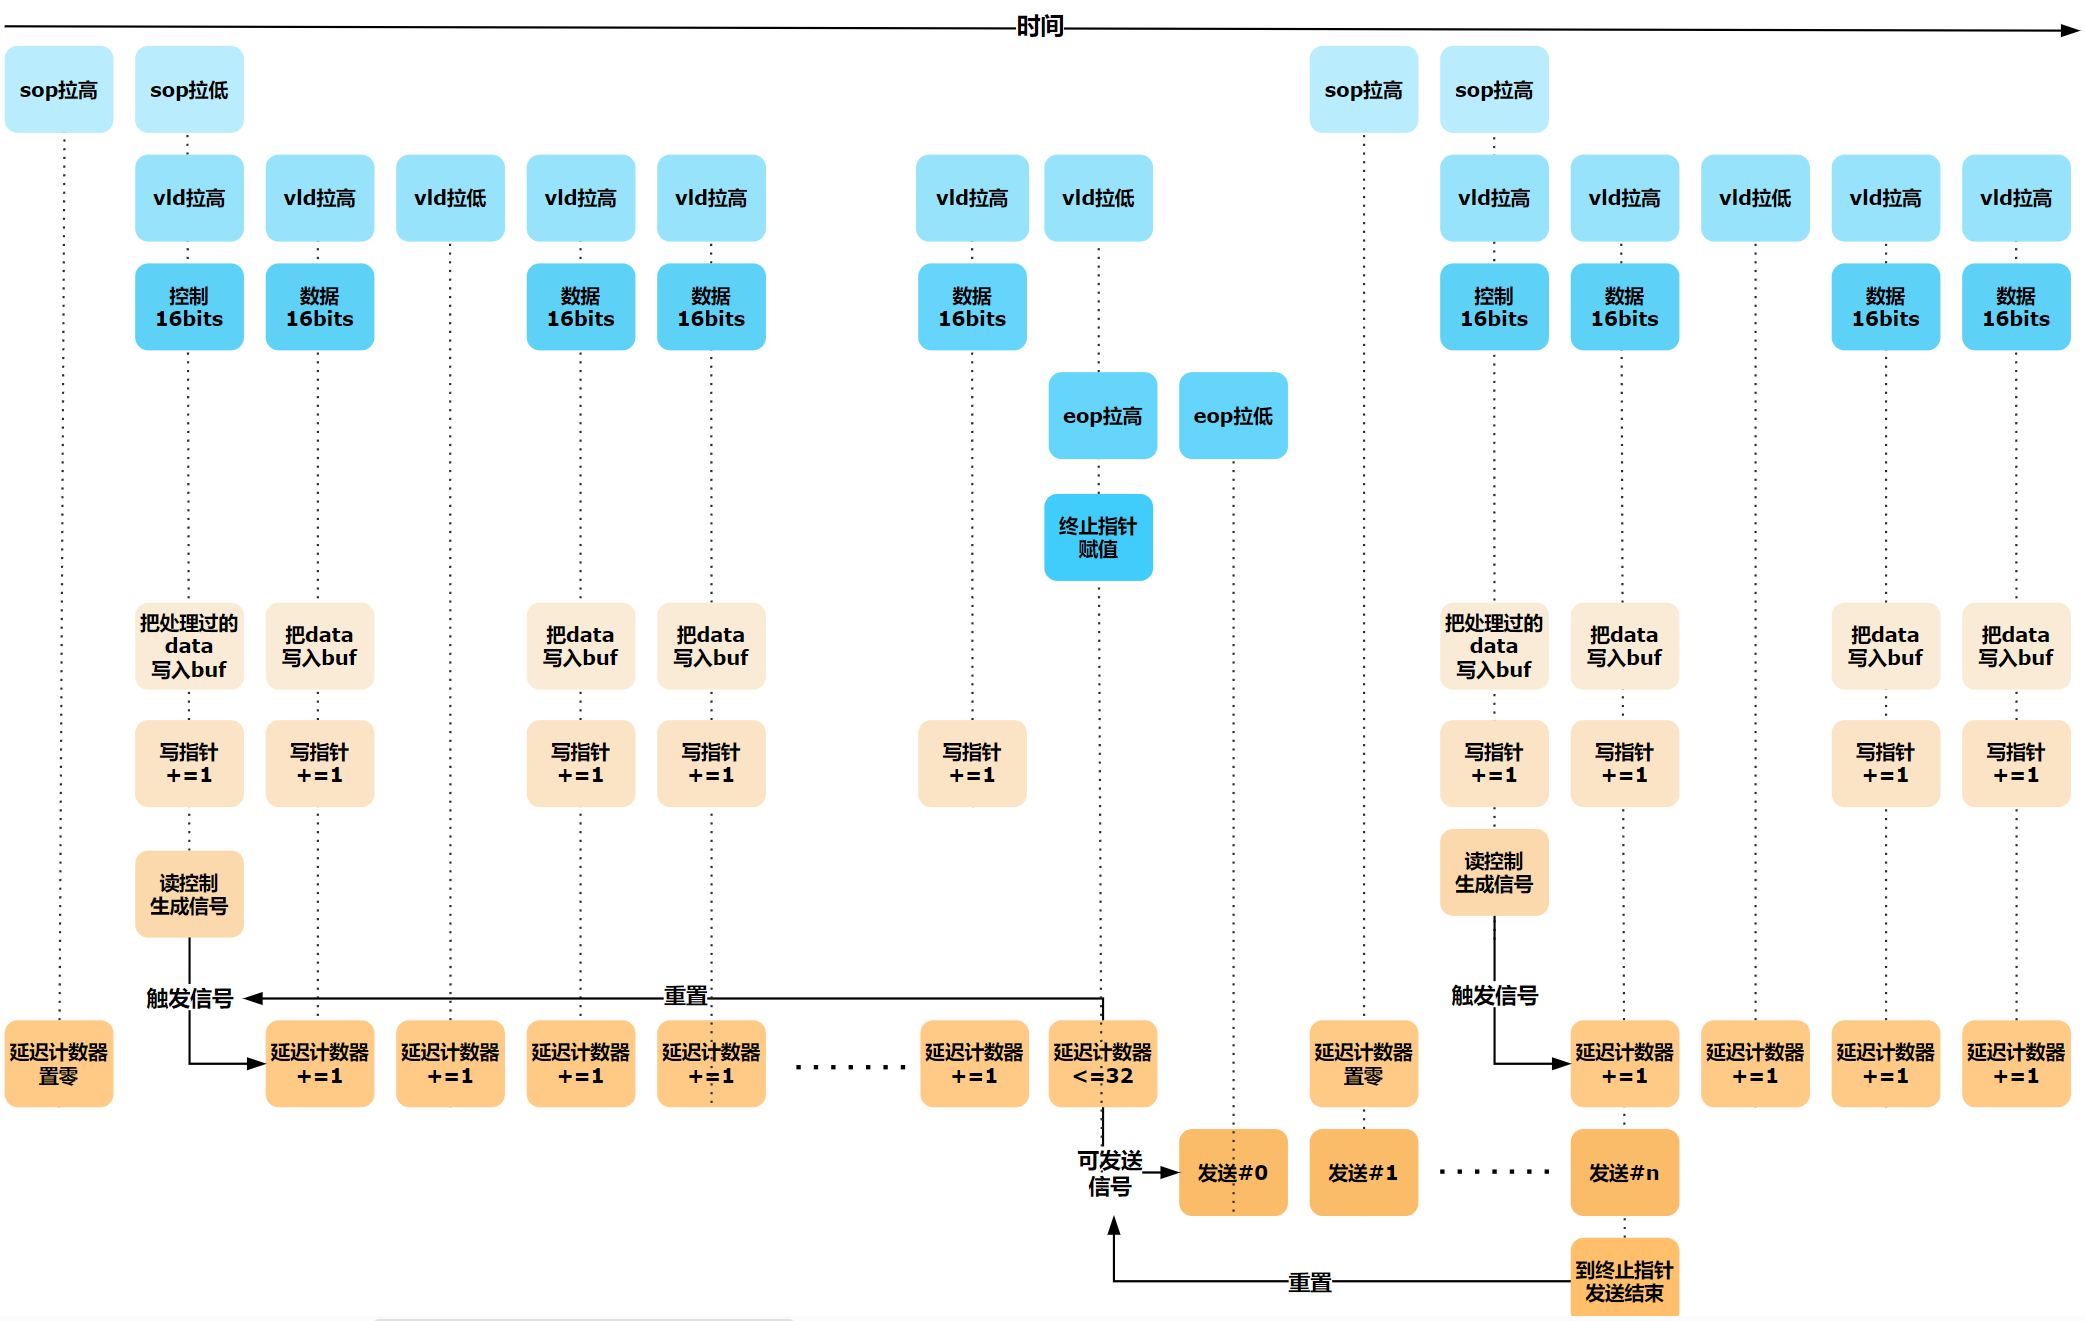 时间
sop拉高
sop拉低
sop拉高
sop拉高
vld拉高
vld拉高
vld拉低
vld拉高
vld拉高
vld拉高
vld拉低
vld拉高
vld拉高
vld拉低
vld拉高
vld拉高
控制
16bits
数据
16bits
数据
16bits
数据
16bits
数据
16bits
控制
16bits
数据
16bits
数据
16bits
数据
16bits
eop拉高
eop拉低
终止指针
赋值
把处理过的
data
写入buf
把data
写入buf
把data
写入buf
把data
写入buf
把处理过的
data
写入buf
把data
写入buf
把data
写入buf
把data
写入buf
写指针
+=1
写指针
+=1
写指针
+=1
写指针
+=1
写指针
+=1
写指针
+=1
写指针
+=1
写指针
+=1
写指针
+=1
读控制
生成信号
读控制
生成信号
触发信号
重置
触发信号
延迟计数器
置零
延迟计数器
+=1
延迟计数器
+=1
延迟计数器
+=1
延迟计数器
+=1
延迟计数器
+=1
延迟计数器
<=32
延迟计数器
置零
延迟计数器
+=1
延迟计数器
+=1
延迟计数器
+=1
延迟计数器
+=1
可发送
信号
发送#0
发送#1
发送#n
重置
到终止指针
发送结束